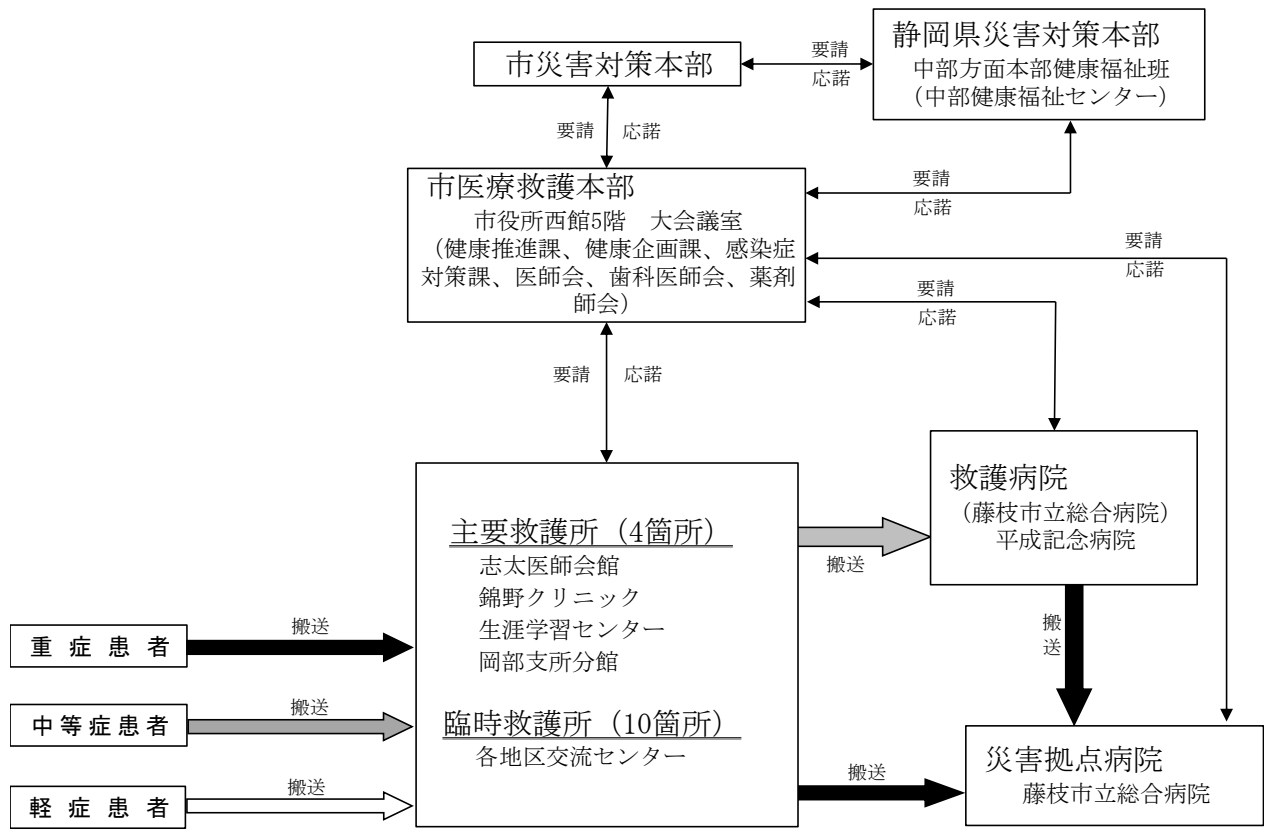 市災害対策本部
要請
応諾
静岡県災害対策本部
中部方面本部健康福祉班
（中部健康福祉センター）
要請 応諾
市医療救護本部
市役所西館5階　大会議室
（健康推進課、健康企画課、感染症
対策課、医師会、歯科医師会、薬剤
師会）
要請
応諾
要請
応諾
要請
応諾
要請 応諾
主要救護所（4箇所）
志太医師会館
錦野クリニック
生涯学習センター
岡部支所分館
臨時救護所（10箇所）
各地区交流センター
重症患者
搬送
中等症患者
搬送
軽症患者
搬送
搬送
救護病院
（藤枝市立総合病院）
平成記念病院
搬
送
搬送
災害拠点病院
藤枝市立総合病院